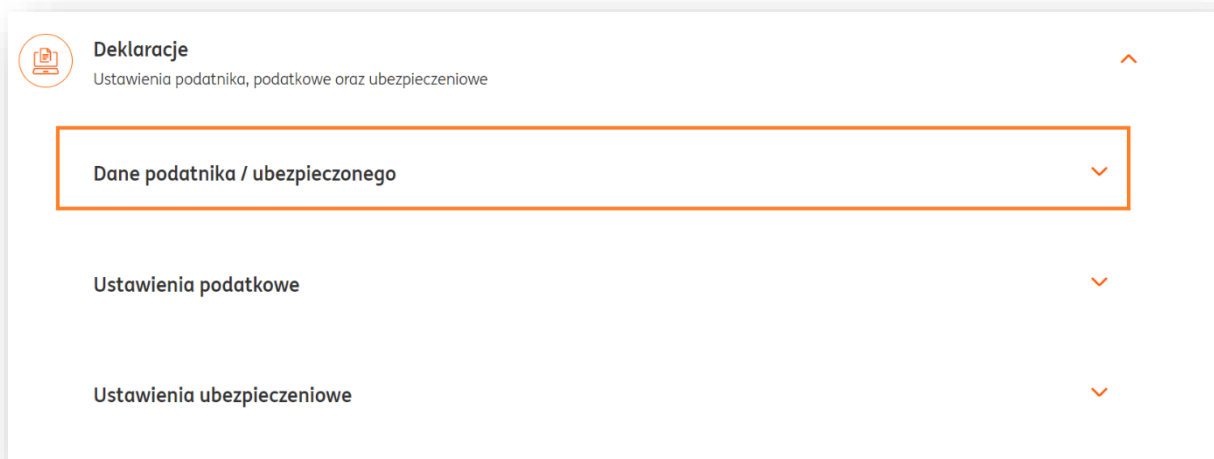 Deklaracje
Ustawienia podatnika, podatkowe oraz ubezpieczeniowe
Dane podatnika / ubezpieczonego
Ustawienia podatkowe
Ustawienia ubezpieczeniowe